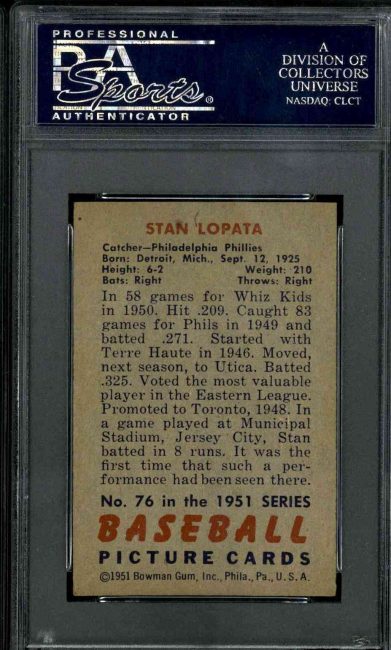 PROFESSIONAL
PSA
Sports®
AUTHENTICATOR
A
DIVISION OF
COLLECTORS
UNIVERSE
NASDAQ: CLCT
STAN LOPATA
Catcher—Philadelphia Phillies
Born: Detroit, Mich., Sept. 12, 1925
Height: 6-2 Weight: 210
Bats: Right Throws: Right
In 58 games for Whiz Kids
in 1950. Hit .209. Caught 83
games for Phils in 1949 and
batted .271. Started with
Terre Haute in 1946. Moved,
next season, to Utica. Batted
.325. Voted the most valuable
player in the Eastern League.
Promoted to Toronto, 1948. In
a game played at Municipal
Stadium, Jersey City, Stan
batted in 8 runs. It was the
first time that such a per-
formance had been seen there.
No. 76 in the 1951 SERIES
BASEBALL
PICTURE CARDS
©1951 Bowman Gum, Inc., Phila., Pa., U.S.A.